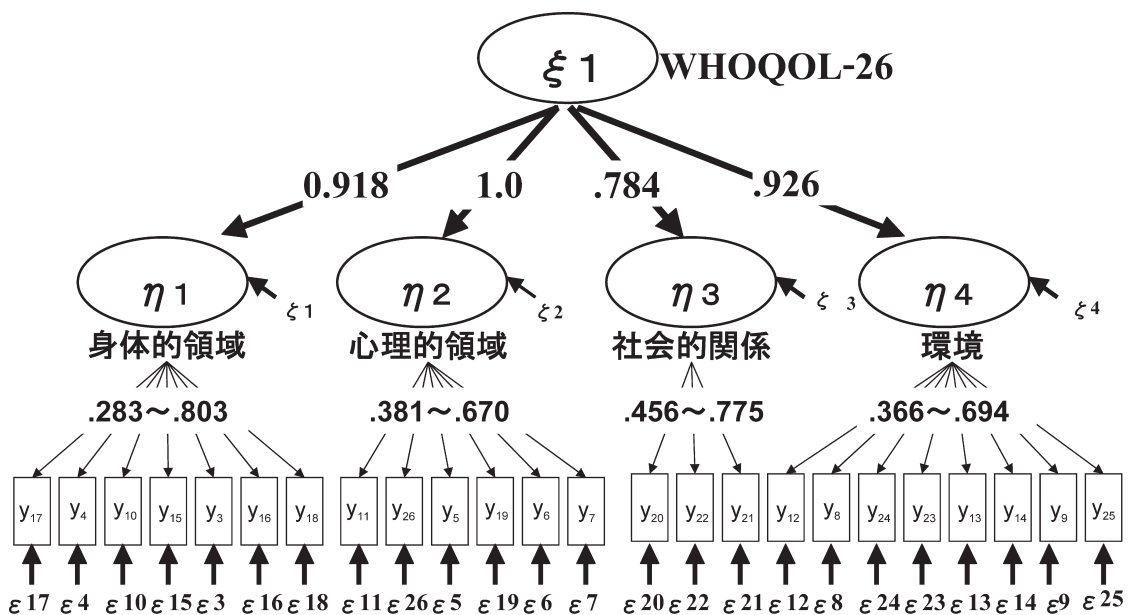 ξ1 WHOQOL-26
0.918 1.0 .784 .926
η1 η2 η3 η4
ζ1 ζ2 ζ 3 ζ4
身体的領域 心理的領域 社会的関係 環境
.283～.803 .381～.670 .456～.775 .366～.694
y17 y4 y10 y15 y3 y16 y18 y11 y26 y5 y19 y6 y7 y20 y22 y21 y12 y8 y24 y23 y13 y14 y9 y25
ε17 ε4 ε10 ε15 ε3 ε16 ε18 ε11 ε26 ε5 ε19 ε6 ε7 ε20 ε22 ε21 ε12 ε8 ε24 ε23 ε13 ε14 ε9 ε25